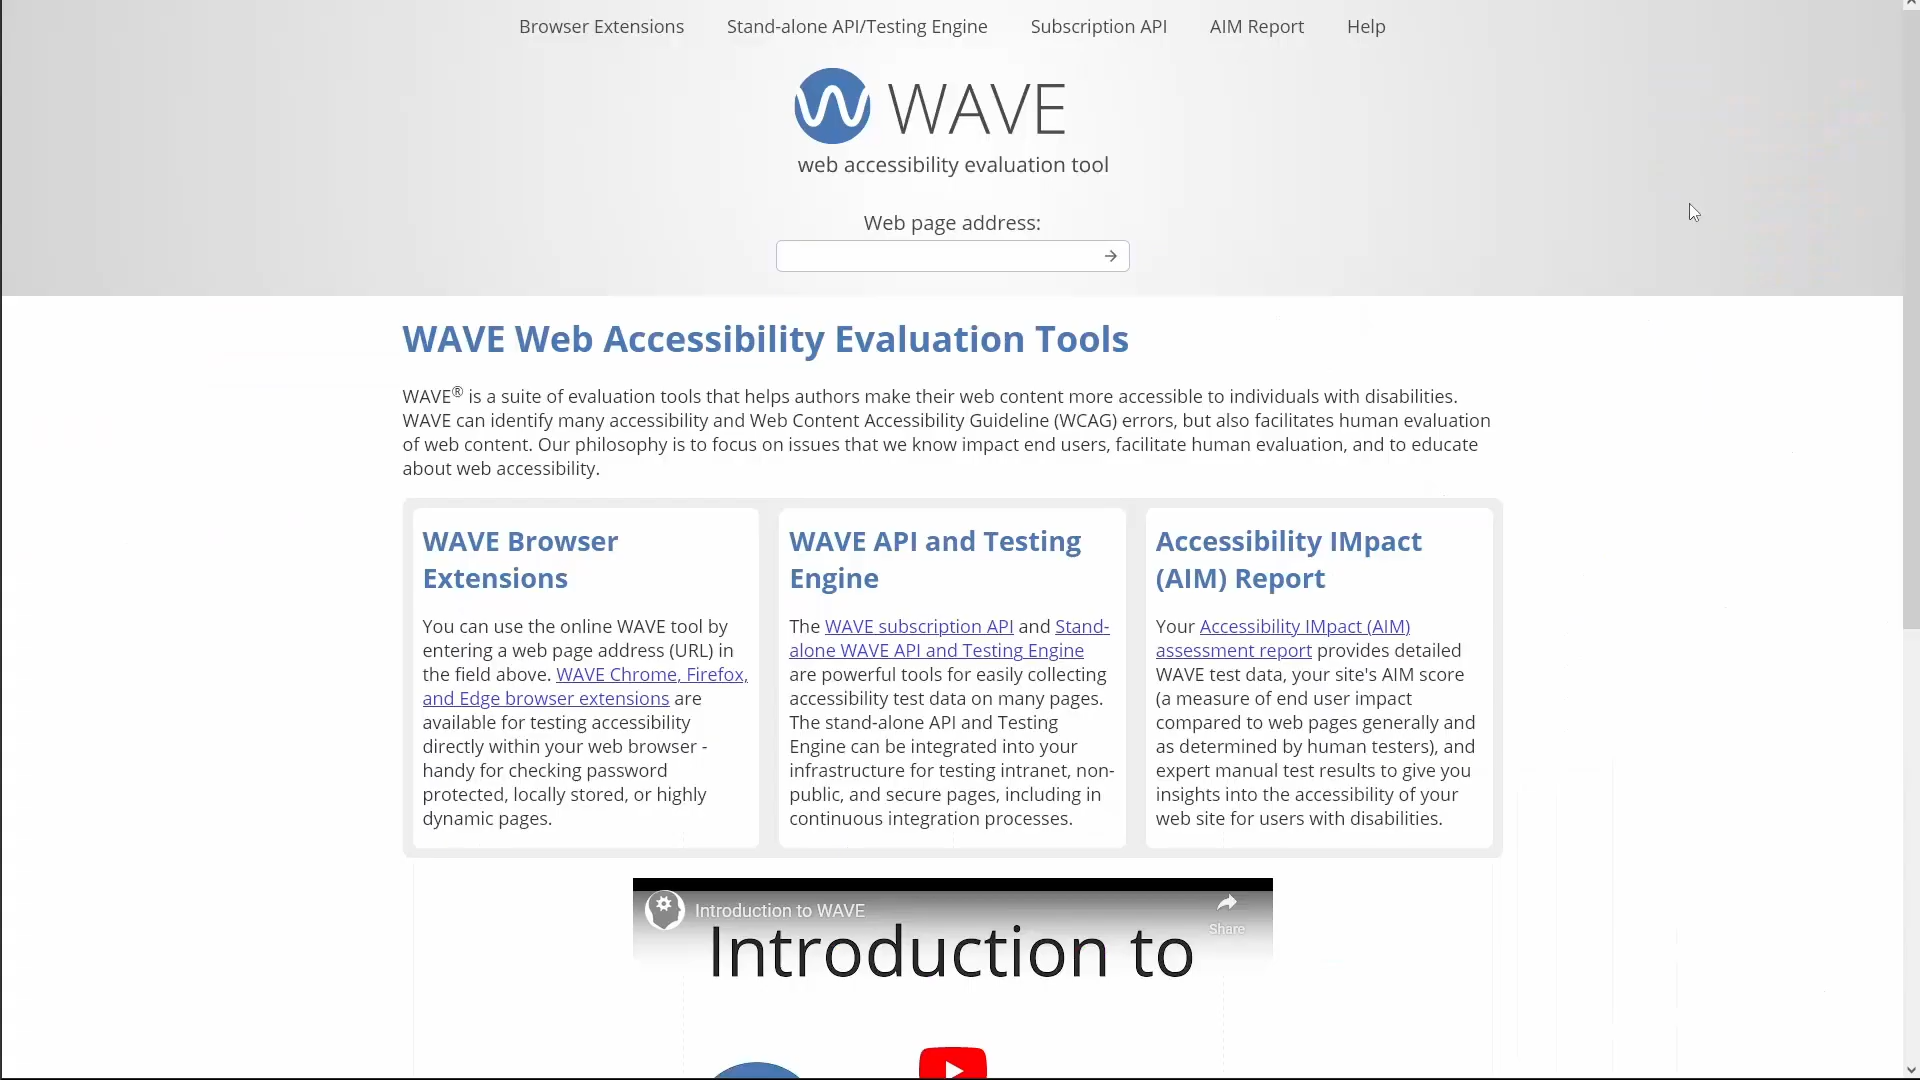 Browser Extensions Stand-alone API/Testing Engine Subscription API AIM Report Help
WAVE
web accessibility evaluation tool
Web page address:
WAVE Web Accessibility Evaluation Tools
WAVE® is a suite of evaluation tools that helps authors make their web content more accessible to individuals with disabilities.
WAVE can identify many accessibility and Web Content Accessibility Guideline (WCAG) errors, but also facilitates human evaluation
of web content. Our philosophy is to focus on issues that we know impact end users, facilitate human evaluation, and to educate
about web accessibility.
WAVE Browser
Extensions
You can use the online WAVE tool by
entering a web page address (URL) in
the field above. WAVE Chrome, Firefox,
and Edge browser extensions are
available for testing accessibility
directly within your web browser -
handy for checking password
protected, locally stored, or highly
dynamic pages.
WAVE API and Testing
Engine
The WAVE subscription API and Stand-
alone WAVE API and Testing Engine
are powerful tools for easily collecting
accessibility test data on many pages.
The stand-alone API and Testing
Engine can be integrated into your
infrastructure for testing intranet, non-
public, and secure pages, including in
continuous integration processes.
Accessibility IMpact
(AIM) Report
Your Accessibility IMpact (AIM)
assessment report provides detailed
WAVE test data, your site's AIM score
(a measure of end user impact
compared to web pages generally and
as determined by human testers), and
expert manual test results to give you
insights into the accessibility of your
web site for users with disabilities.
Introduction to WAVE
Share
Introduction to